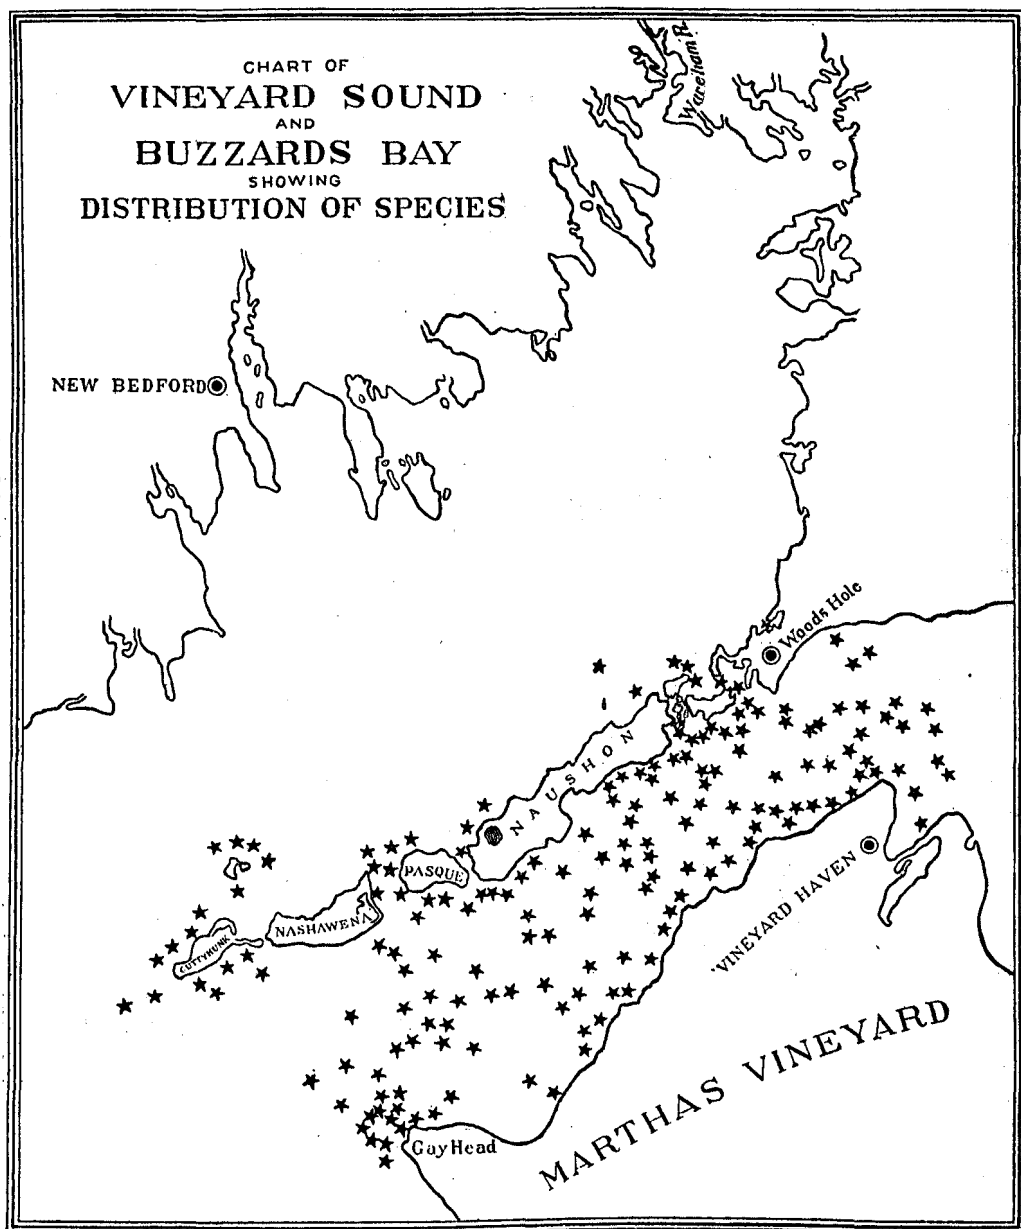 CHART OF
VINEYARD SOUND
AND
BUZZARDS BAY
SHOWING
DISTRIBUTION OF SPECIES
Wareham R.
NEW BEDFORD
Woods Hole
NAUSHON
PASQUE
NASHAWENA
CUTTYHUNK
VINEYARD HAVEN
MARTHAS VINEYARD
Gay Head